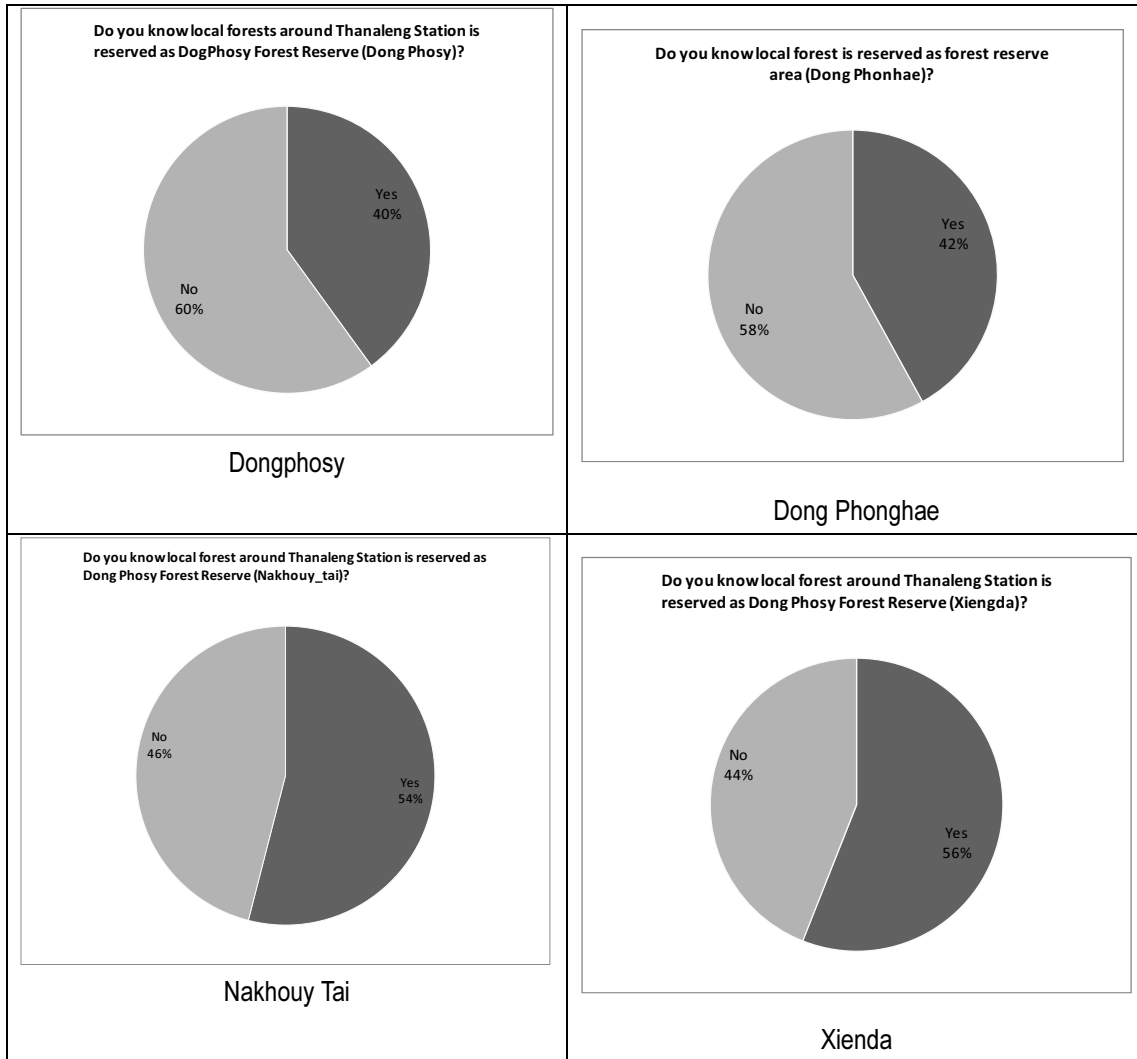 Do you know local forests around Thanaleng Station is
reserved as DogPhosy Forest Reserve (Dong Phosy)?
Yes
40%
No
60%
Dongphosy
Do you know local forest is reserved as forest reserve
area (Dong Phonhae)?
Yes
42%
No
58%
Dong Phonghae
Do you know local forest around Thanaleng Station is reserved as
Dong Phosy Forest Reserve (Nakhouy_tai)?
No
46%
Yes
54%
Nakhouy Tai
Do you know local forest around Thanaleng Station is
reserved as Dong Phosy Forest Reserve (Xiengda)?
No
44%
Yes
56%
Xienda